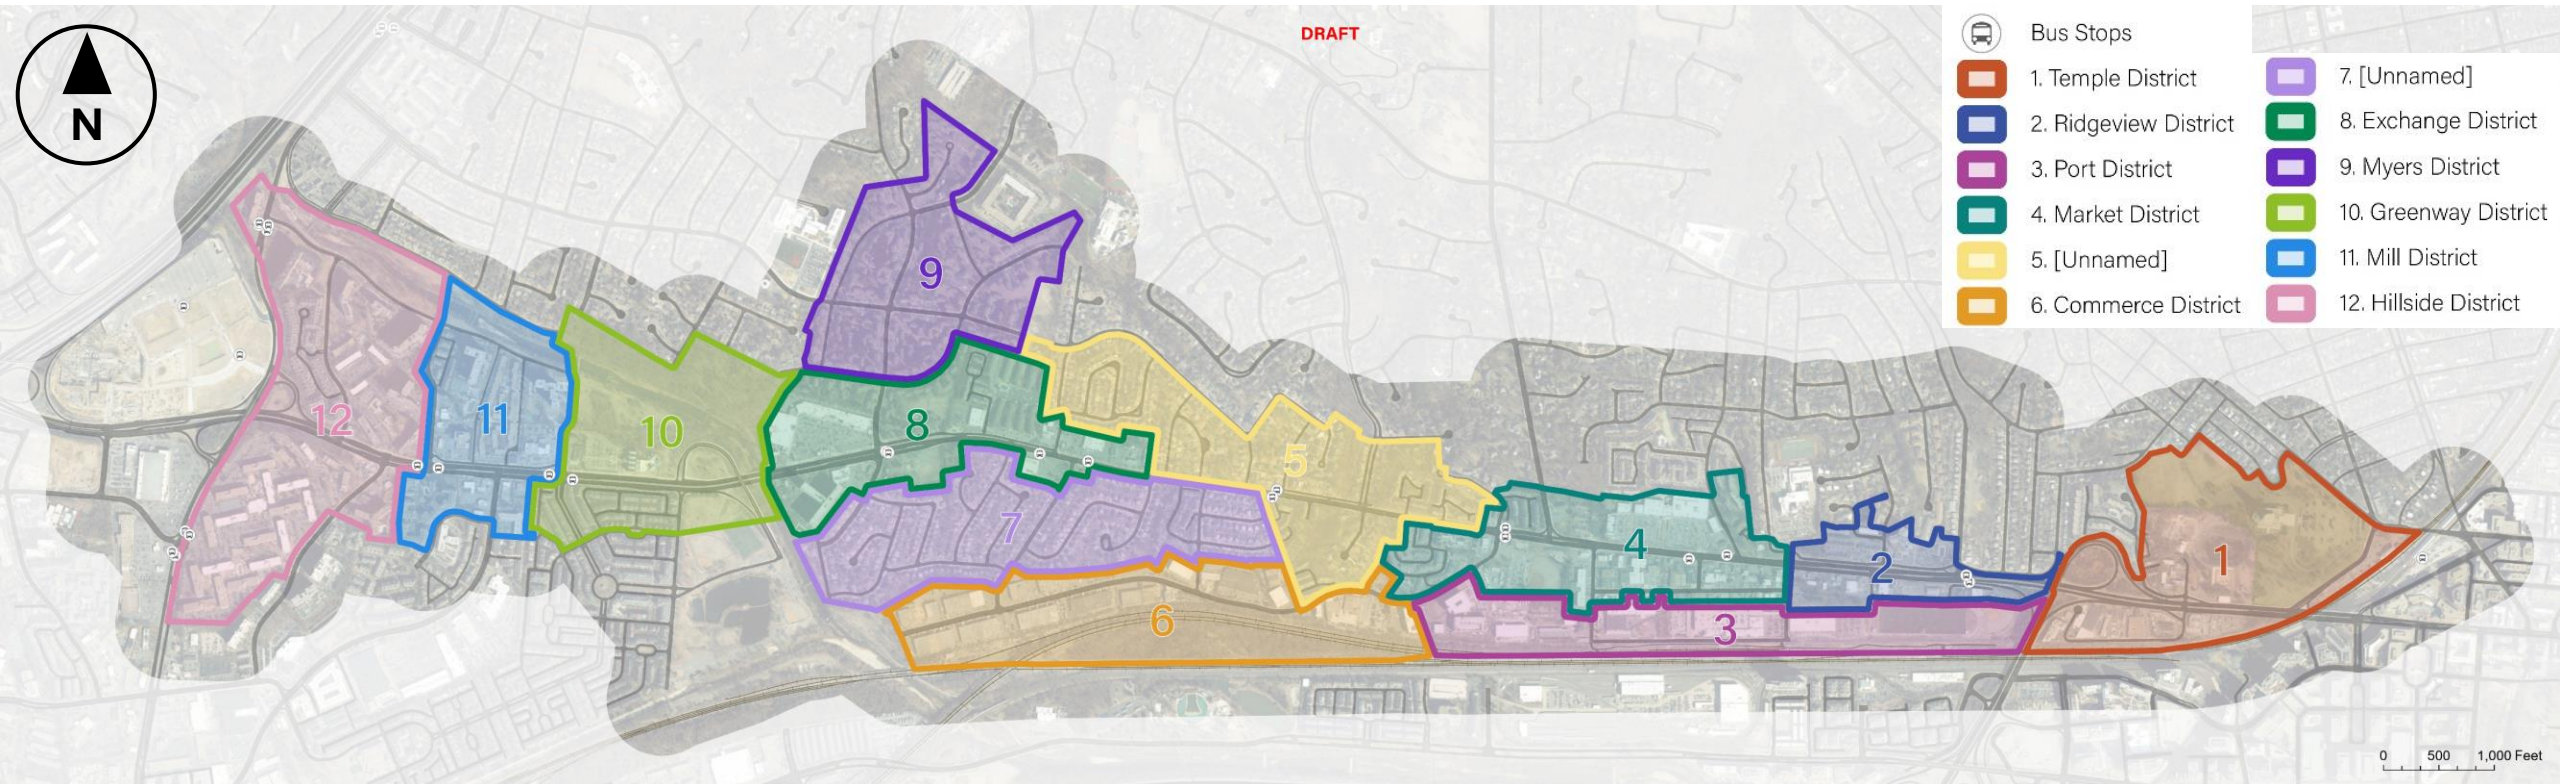 DRAFT
N
Bus Stops
1. Temple District
2. Ridgeview District
3. Port District
4. Market District
5. [Unnamed]
6. Commerce District
7. [Unnamed]
8. Exchange District
9. Myers District
10. Greenway District
11. Mill District
12. Hillside District
9
12
11
10
8
5
7
4
2
1
6
3
0 500 1,000 Feet